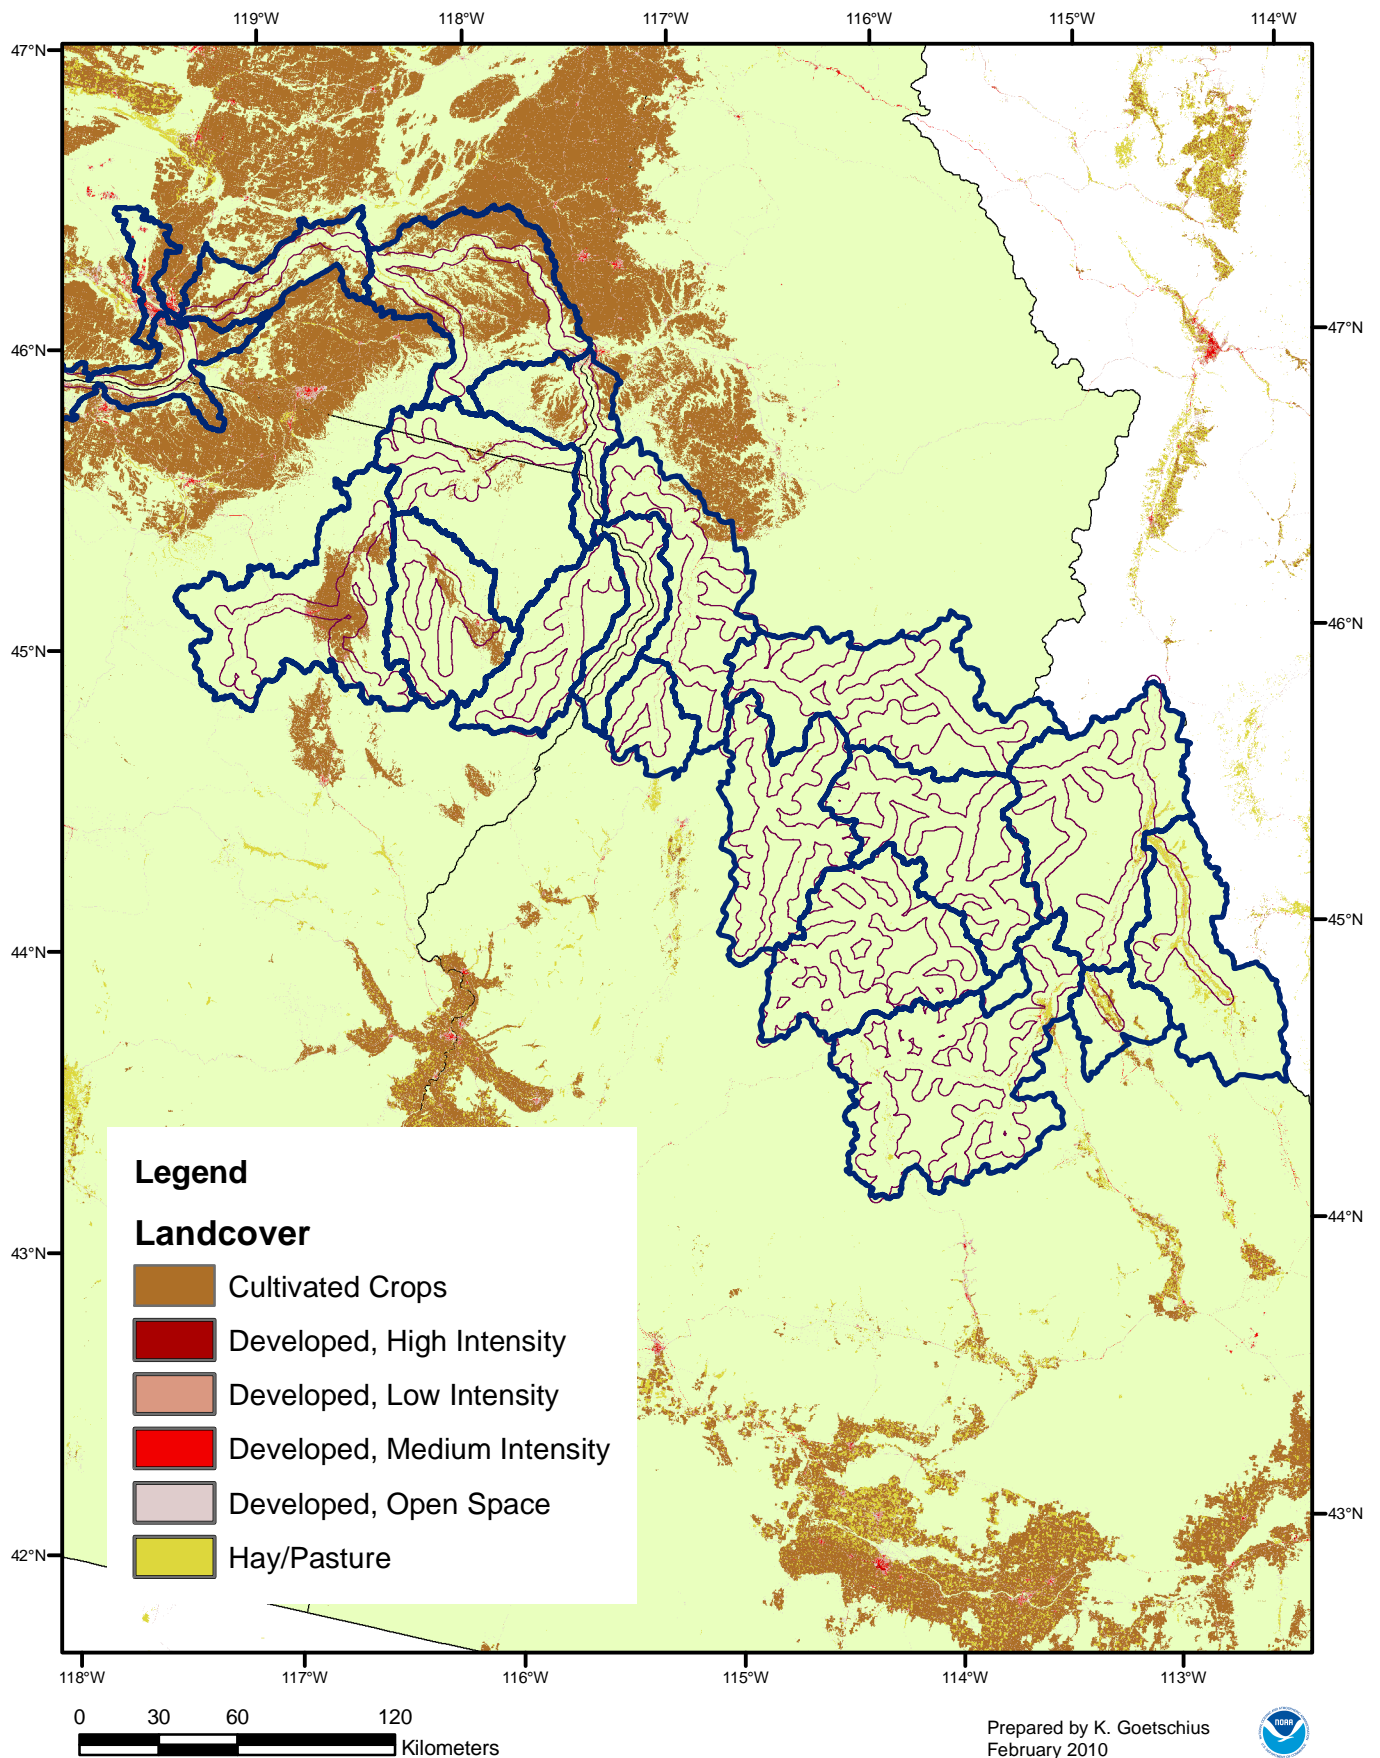 119°W 118°W 117°W 116°W 115°W 114°W
47°N
47°N
46°N
46°N
45°N
45°N
44°N
44°N
43°N
43°N
42°N
Legend
Landcover
Cultivated Crops
Developed, High Intensity
Developed, Low Intensity
Developed, Medium Intensity
Developed, Open Space
Hay/Pasture
118°W 117°W 116°W 115°W 114°W 113°W
0 30 60 120
Kilometers
Prepared by K. Goetschius
February 2010
NOAA